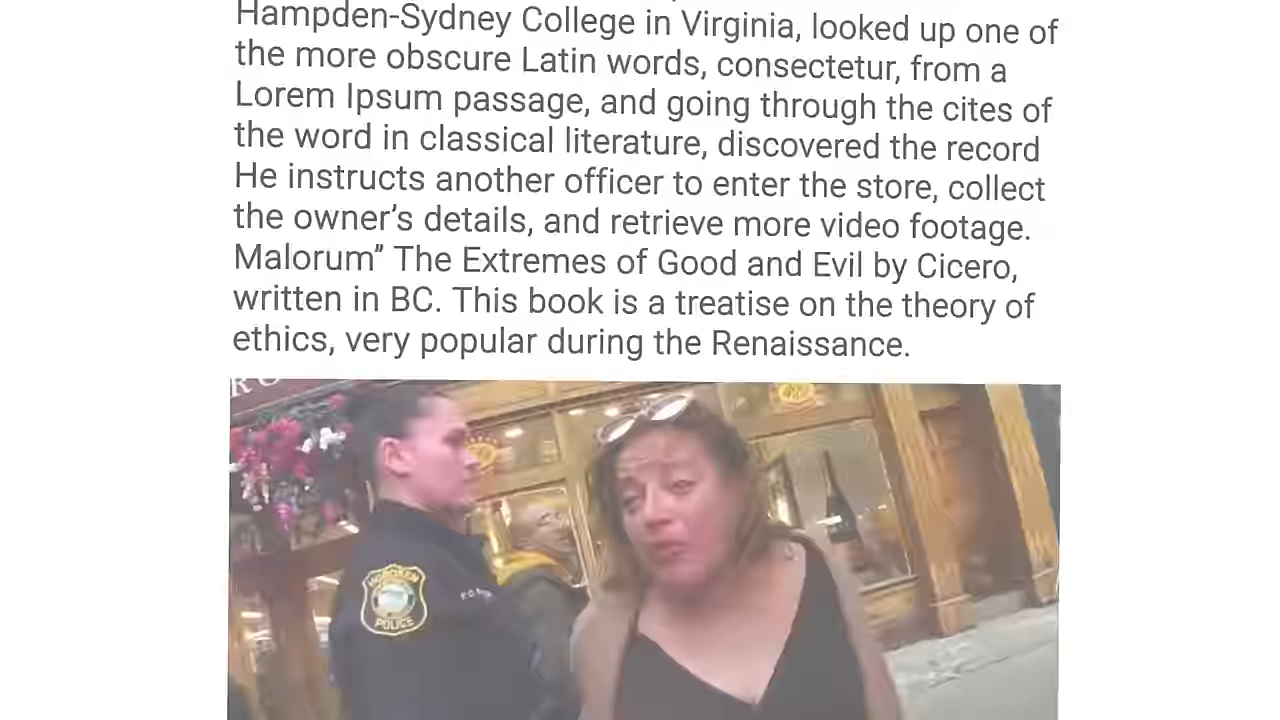 Hampden-Sydney College in Virginia, looked up one of
the more obscure Latin words, consectetur, from a
Lorem Ipsum passage, and going through the cites of
the word in classical literature, discovered the record
He instructs another officer to enter the store, collect
the owner’s details, and retrieve more video footage.
Malorum” The Extremes of Good and Evil by Cicero,
written in BC. This book is a treatise on the theory of
ethics, very popular during the Renaissance.
HOBOKEN
POLICE